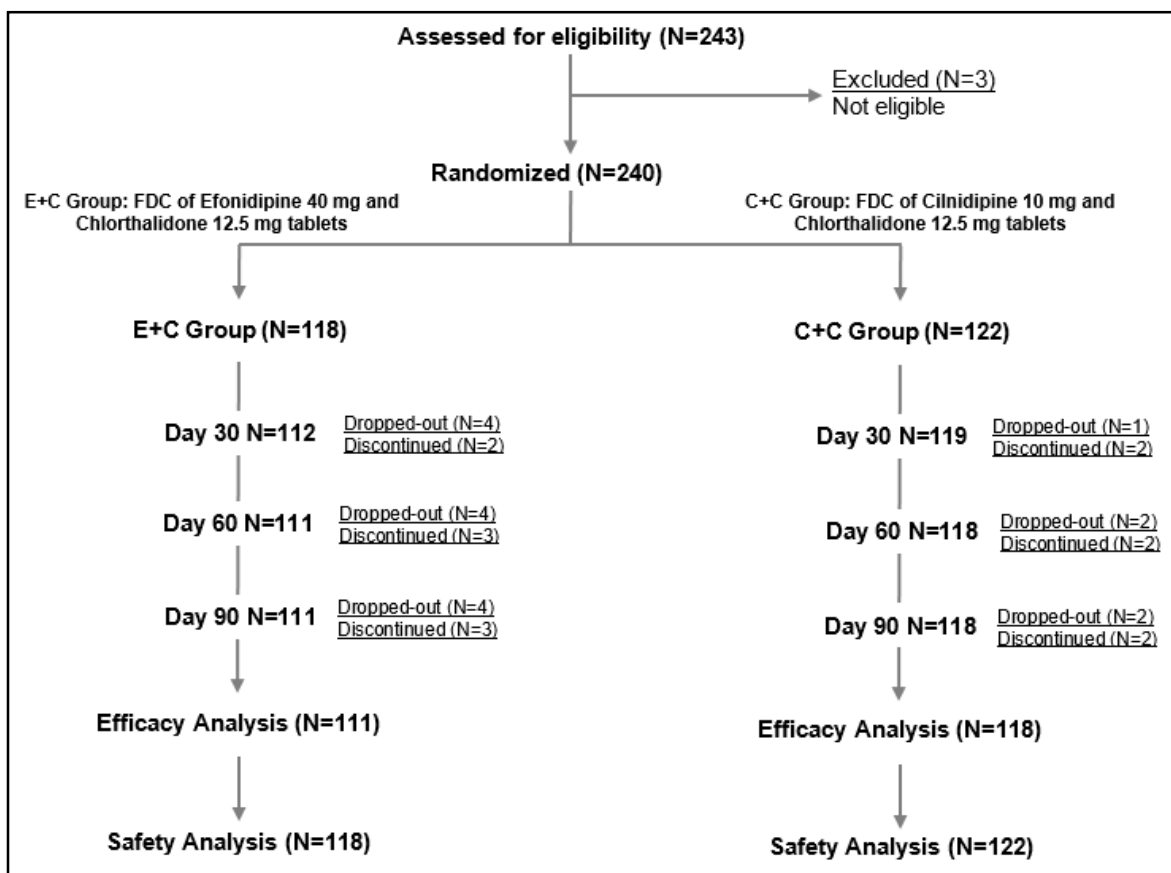 Assessed for eligibility (N=243)
Excluded (N=3)
Not eligible
Randomized (N=240)
E+C Group: FDC of Efonidipine 40 mg and
Chlorthalidone 12.5 mg tablets
C+C Group: FDC of Cilnidipine 10 mg and
Chlorthalidone 12.5 mg tablets
E+C Group (N=118)
C+C Group (N=122)
Day 30 N=112
Dropped-out (N=4)
Discontinued (N=2)
Day 30 N=119
Dropped-out (N=1)
Discontinued (N=2)
Day 60 N=111
Dropped-out (N=4)
Discontinued (N=3)
Day 60 N=118
Dropped-out (N=2)
Discontinued (N=2)
Day 90 N=111
Dropped-out (N=4)
Discontinued (N=3)
Day 90 N=118
Dropped-out (N=2)
Discontinued (N=2)
Efficacy Analysis (N=111)
Efficacy Analysis (N=118)
Safety Analysis (N=118)
Safety Analysis (N=122)